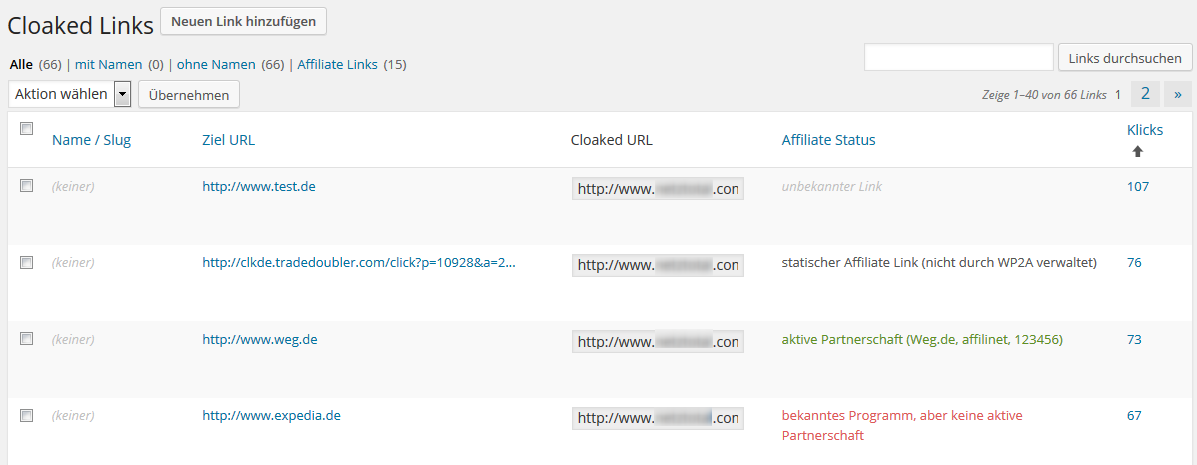 Cloaked Links Neuen Link hinzufügen
Alle (66) | mit Namen (0) | ohne Namen (66) | Affiliate Links (15)
Links durchsuchen
Aktion wählen Übernehmen
Zeige 1–40 von 66 Links 1 2 »
Name / Slug Ziel URL Cloaked URL Affiliate Status Klicks
(keiner) http://www.test.de http://www. .con unbekannter Link 107
(keiner) http://clkde.tradedoubler.com/click?p=10928&a=2... http://www. .con statischer Affiliate Link (nicht durch WP2A verwaltet) 76
(keiner) http://www.weg.de http://www. .con aktive Partnerschaft (Weg.de, affilinet, 123456) 73
(keiner) http://www.expedia.de http://www. .con bekanntes Programm, aber keine aktive 67
Partnerschaft